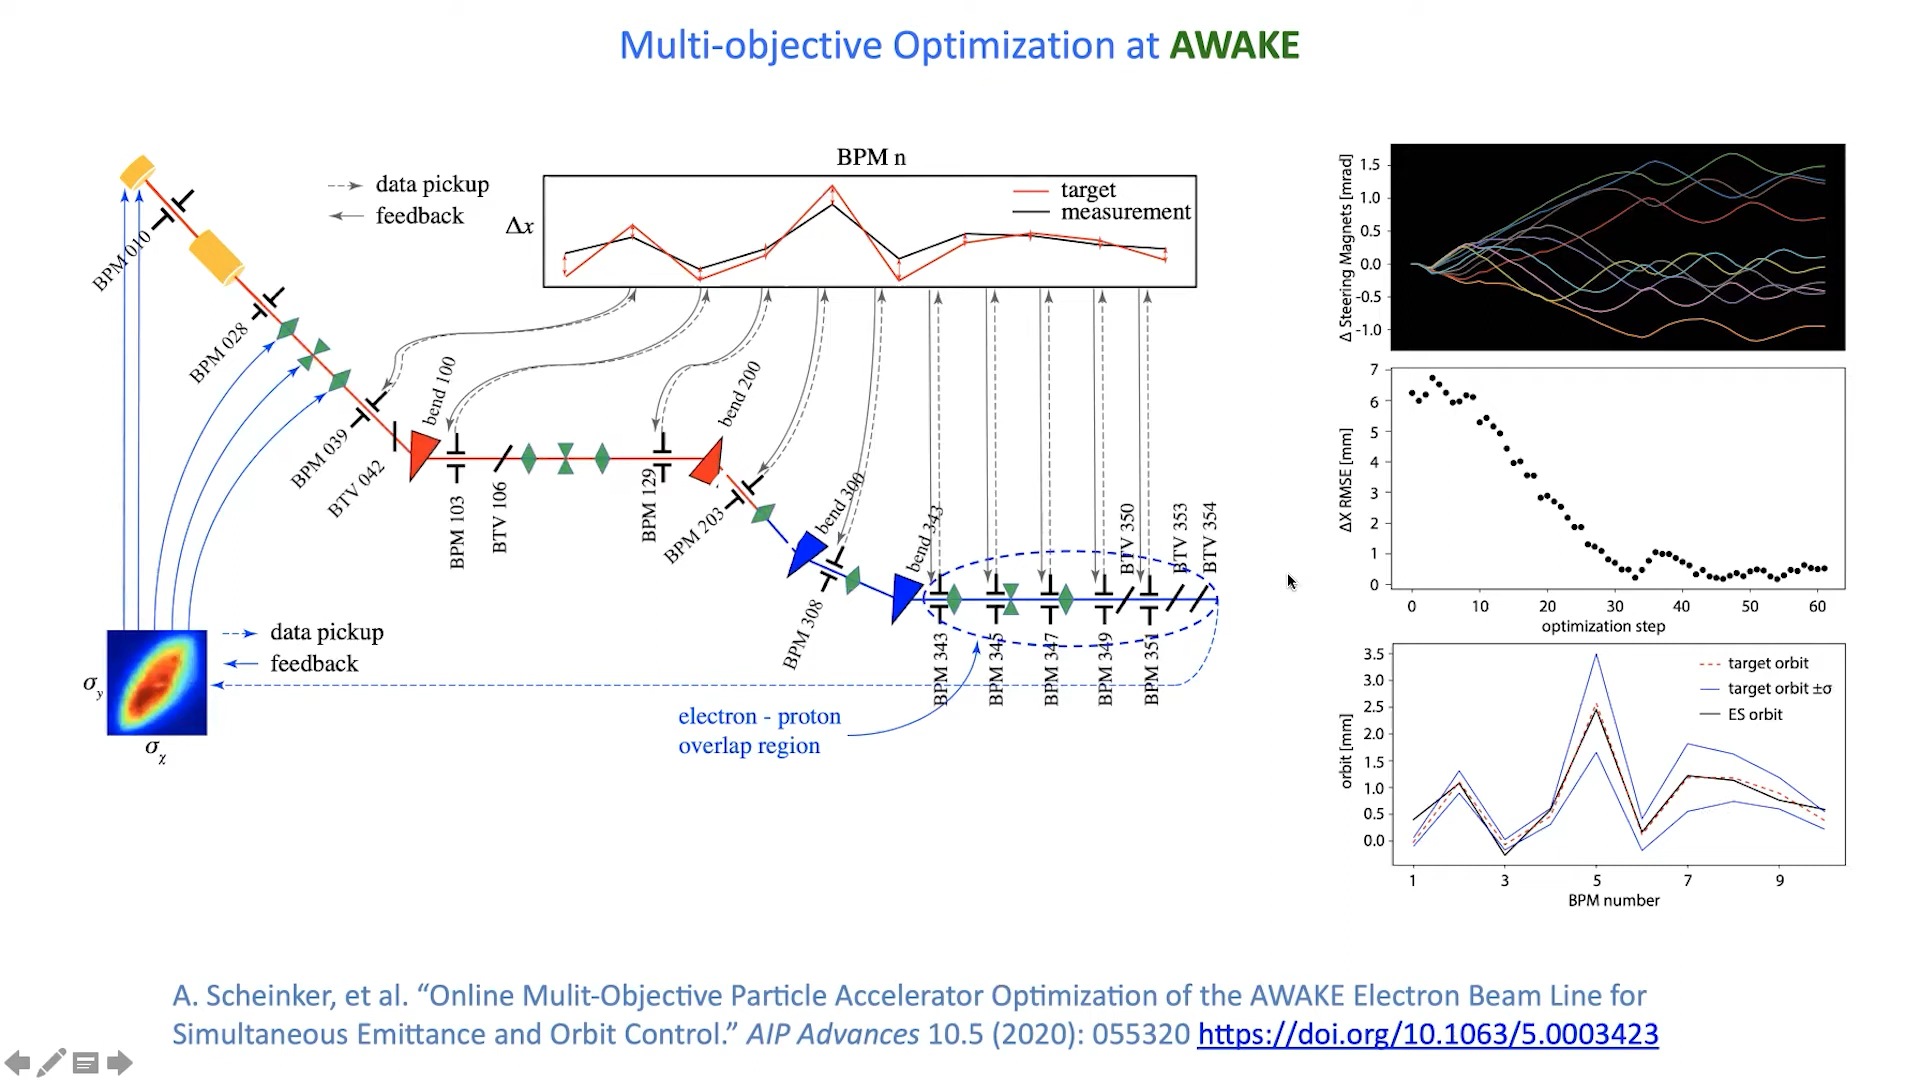 Multi-objective Optimization at AWAKE
BPM n
data pickup
feedback
Δx
target
measurement
BPM 010
BPM 028
BPM 039
BTV 042
bend 100
BPM 103
BTV 106
BPM 129
bend 200
BPM 203
bend 300
BPM 308
bend 343
BPM 343
BPM 345
BPM 347
BPM 349
BTV 350
BPM 351
BTV 353
BTV 354
data pickup
feedback
σy
σχ
electron - proton
overlap region
Δ Steering Magnets [mrad]
1.5
1.0
0.5
0.0
-0.5
-1.0
ΔX RMSE [mm]
7
6
5
4
3
2
1
0
0 10 20 30 40 50 60
optimization step
orbit [mm]
3.5
3.0
2.5
2.0
1.5
1.0
0.5
0.0
target orbit
target orbit ±σ
ES orbit
1 3 5 7 9
BPM number
A. Scheinker, et al. “Online Mulit-Objective Particle Accelerator Optimization of the AWAKE Electron Beam Line for
Simultaneous Emittance and Orbit Control.” AIP Advances 10.5 (2020): 055320 https://doi.org/10.1063/5.0003423